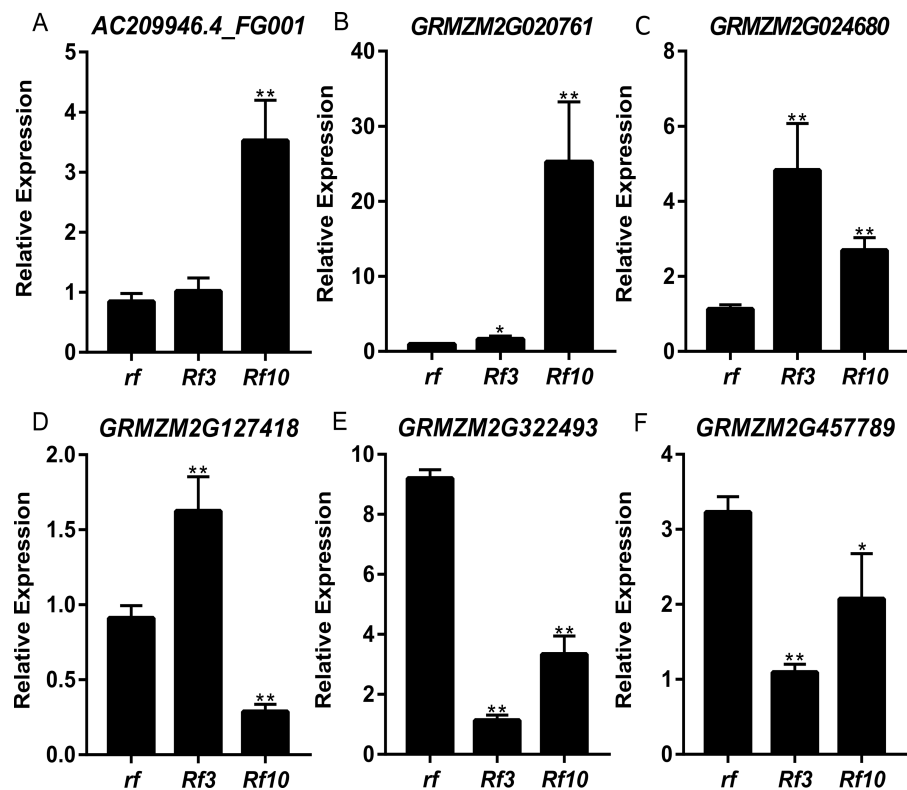 A
AC209946.4_FG001
Relative Expression
5
4
3
2
1
0
**
rf
Rf3
Rf10
B
GRMZM2G020761
Relative Expression
40
30
20
10
0
*
**
rf
Rf3
Rf10
C
GRMZM2G024680
Relative Expression
8
6
4
2
0
**
**
rf
Rf3
Rf10
D
GRMZM2G127418
Relative Expression
2.0
1.5
1.0
0.5
0.0
**
**
rf
Rf3
Rf10
E
GRMZM2G322493
Relative Expression
10
8
6
4
2
0
**
**
rf
Rf3
Rf10
F
GRMZM2G457789
Relative Expression
4
3
2
1
0
**
*
rf
Rf3
Rf10